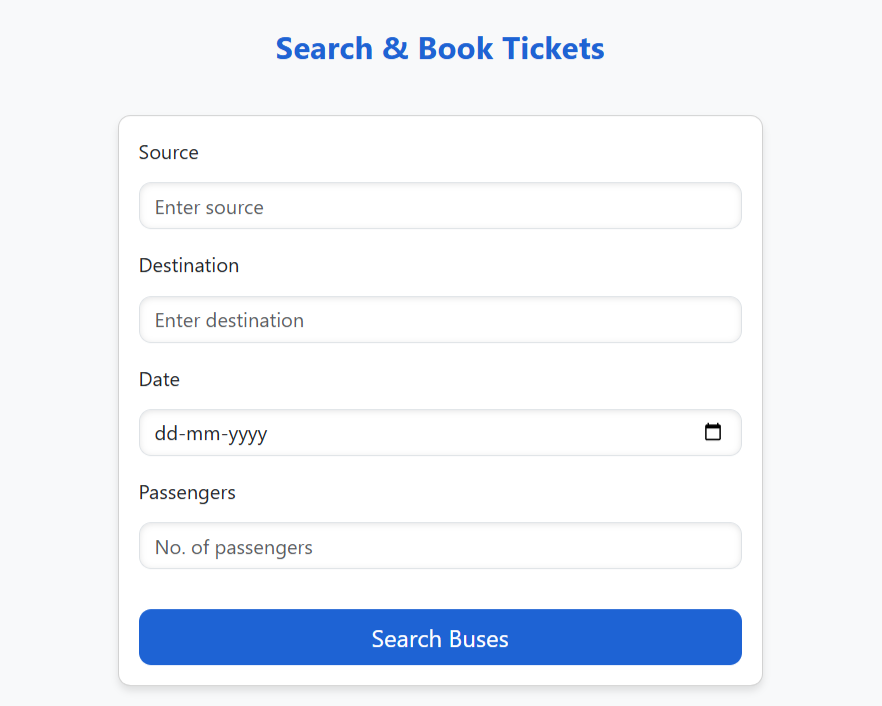 Search & Book Tickets
Source
Enter source
Destination
Enter destination
Date
dd-mm-yyyy
Passengers
No. of passengers
Search Buses